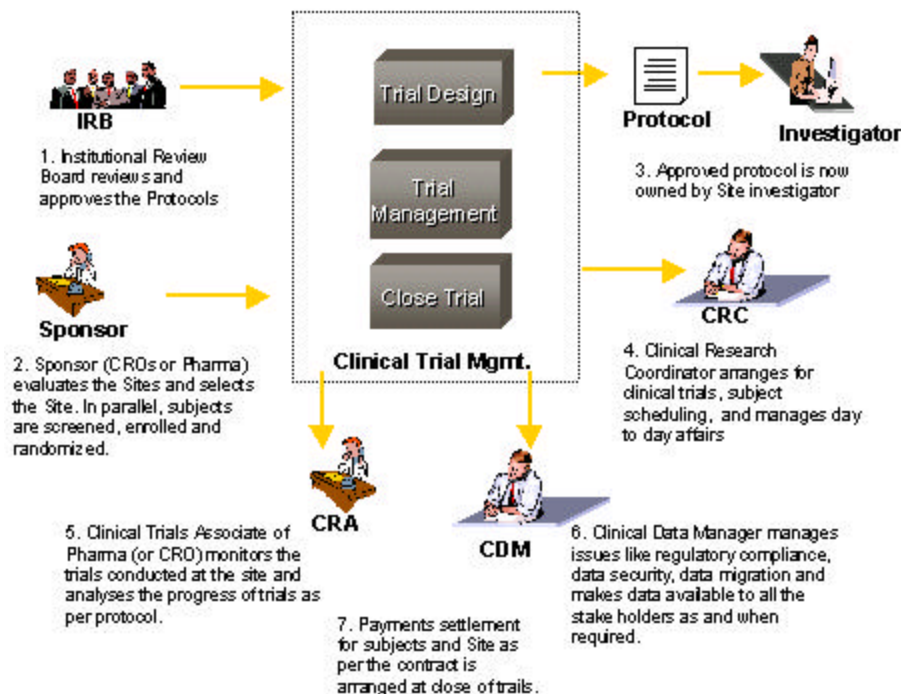 IRB
1. Institutional Review
Board reviews and
approves the Protocols
Sponsor
2. Sponsor (CROs or Pharma)
evaluates the Sites and selects
the Site. In parallel, subjects
are screened, enrolled and
randomized.
Trial Design
Trial
Management
Close Trial
Clinical Trial Mgmt.
Protocol
Investigator
3. Approved protocol is now
owned by Site investigator
CRC
4. Clinical Research
Coordinator arranges for
clinical trials, subject
scheduling, and manages day
to day affairs
CRA
5. Clinical Trials Associate of
Pharma (or CRO) monitors the
trials conducted at the site and
analyses the progress of trials as
per protocol.
CDM
6. Clinical Data Manager manages
issues like regulatory compliance,
data security, data migration and
makes data available to all the
stake holders as and when
required.
7. Payments settlement
for subjects and Site as
per the contract is
arranged at close of trails.